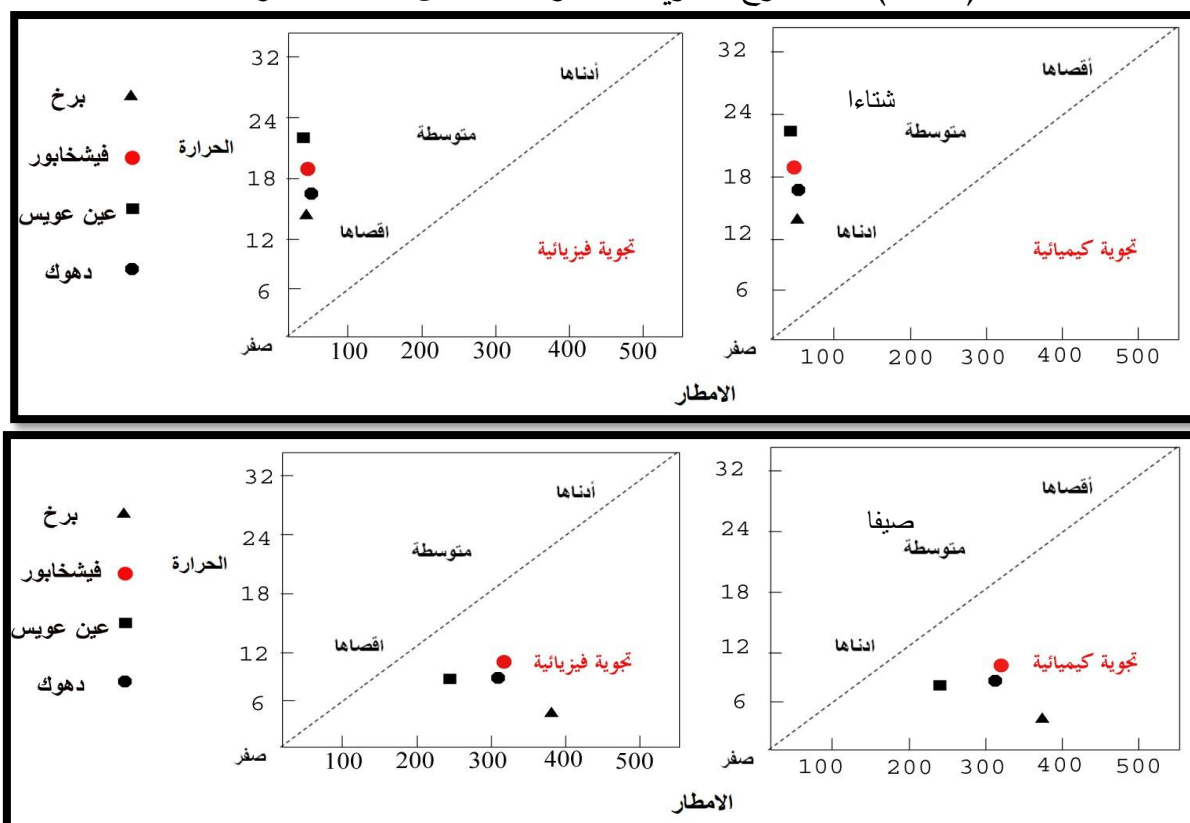 برخ
فيشخابور
عين عويس
دهوك
الحرارة
32
24
18
12
6
صفر
100 200 300 400 500
أدناها
متوسطة
اقصاها
تجوية فيزيائية
32
24
18
12
6
صفر
100 200 300 400 500
أقصاها
شتاءا
متوسطة
ادناها
تجوية كيميائية
الامطار
برخ
فيشخابور
عين عويس
دهوك
الحرارة
32
24
18
12
6
صفر
100 200 300 400 500
أدناها
متوسطة
اقصاها
تجوية فيزيائية
32
24
18
12
6
صفر
100 200 300 400 500
أقصاها
صيفا
متوسطة
ادناها
تجوية كيميائية
الامطار